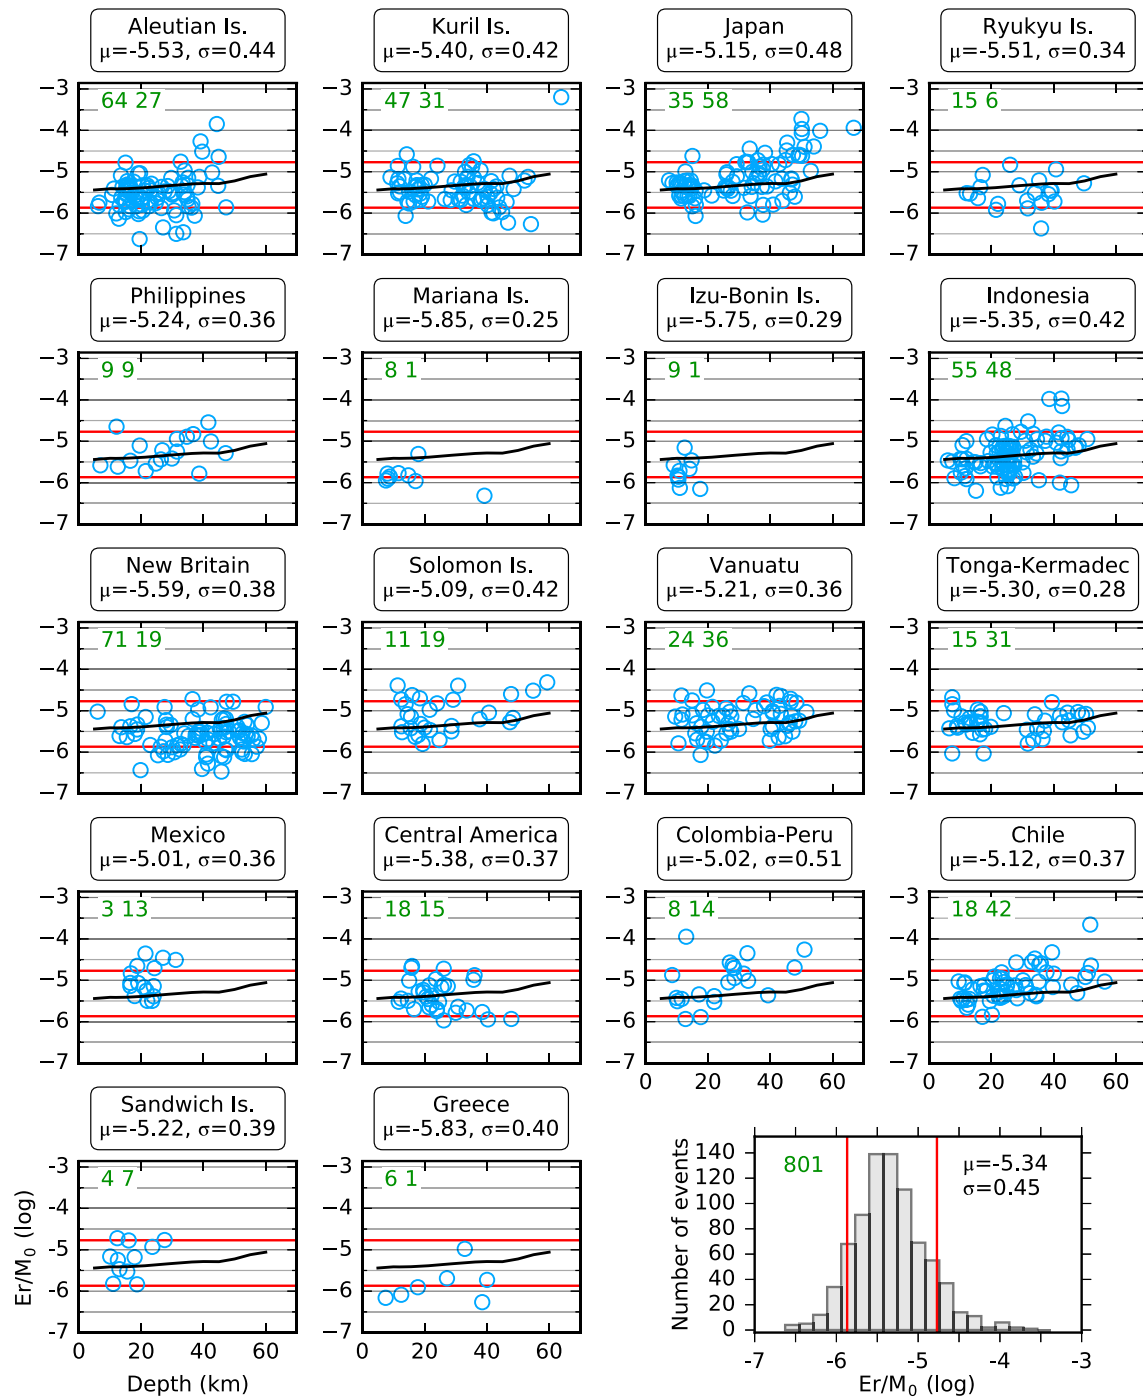 Aleutian Is.
μ=-5.53, σ=0.44
Kuril Is.
μ=-5.40, σ=0.42
Japan
μ=-5.15, σ=0.48
Ryukyu Is.
μ=-5.51, σ=0.34
−3
−4
−5
−6
−7
64 27
−3
−4
−5
−6
−7
47 31
−3
−4
−5
−6
−7
35 58
−3
−4
−5
−6
−7
15 6
Philippines
μ=-5.24, σ=0.36
Mariana Is.
μ=-5.85, σ=0.25
Izu-Bonin Is.
μ=-5.75, σ=0.29
Indonesia
μ=-5.35, σ=0.42
−3
−4
−5
−6
−7
9 9
−3
−4
−5
−6
−7
8 1
−3
−4
−5
−6
−7
9 1
−3
−4
−5
−6
−7
55 48
New Britain
μ=-5.59, σ=0.38
Solomon Is.
μ=-5.09, σ=0.42
Vanuatu
μ=-5.21, σ=0.36
Tonga-Kermadec
μ=-5.30, σ=0.28
−3
−4
−5
−6
−7
71 19
−3
−4
−5
−6
−7
11 19
−3
−4
−5
−6
−7
24 36
−3
−4
−5
−6
−7
15 31
Mexico
μ=-5.01, σ=0.36
Central America
μ=-5.38, σ=0.37
Colombia-Peru
μ=-5.02, σ=0.51
Chile
μ=-5.12, σ=0.37
−3
−4
−5
−6
−7
3 13
−3
−4
−5
−6
−7
18 15
−3
−4
−5
−6
−7
8 14
0 20 40 60
−3
−4
−5
−6
−7
18 42
0 20 40 60
Sandwich Is.
μ=-5.22, σ=0.39
Greece
μ=-5.83, σ=0.40
Er/M₀ (log)
-3
-4
-5
-6
-7
4 7
0 20 40 60
Depth (km)
−3
−4
−5
−6
−7
6 1
0 20 40 60
Number of events
140
120
100
80
60
40
20
0
801
μ=-5.34
σ=0.45
-7 -6 -5 -4 -3
Er/M₀ (log)